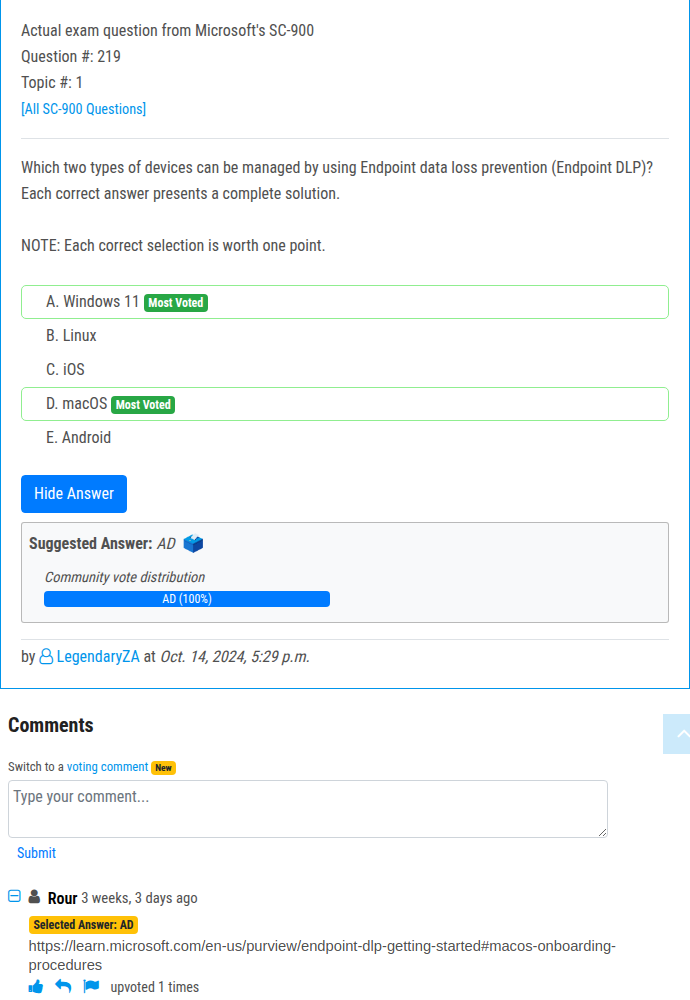 Actual exam question from Microsoft's SC-900
Question #: 219
Topic #: 1
[All SC-900 Questions]
Which two types of devices can be managed by using Endpoint data loss prevention (Endpoint DLP)?
Each correct answer presents a complete solution.
NOTE: Each correct selection is worth one point.
A. Windows 11 Most Voted
B. Linux
C. iOS
D. macOS Most Voted
E. Android
Hide Answer
Suggested Answer: AD
Community vote distribution
AD (100%)
by LegendaryZA at Oct. 14, 2024, 5:29 p.m.
Comments
Switch to a voting comment New
Type your comment...
Submit
Rour 3 weeks, 3 days ago
Selected Answer: AD
https://learn.microsoft.com/en-us/purview/endpoint-dlp-getting-started#macos-onboarding-
procedures
upvoted 1 times